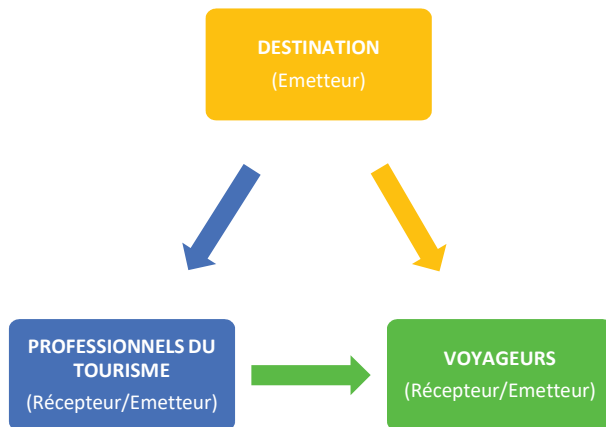 DESTINATION
(Emetteur)
PROFESSIONNELS DU
TOURISME
(Récepteur/Emetteur)
VOYAGEURS
(Récepteur/Emetteur)